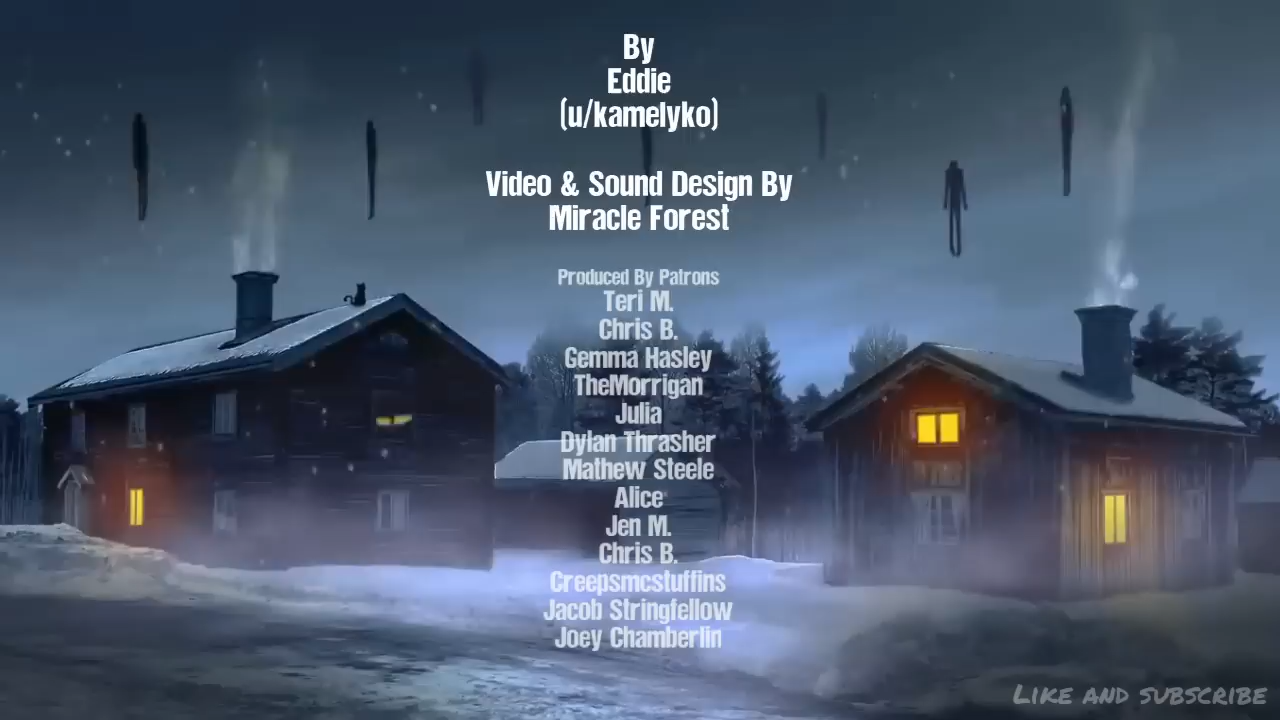 By
Eddie
(u/kamelyko)
Video & Sound Design By
Miracle Forest
Produced By Patrons
Teri M.
Chris B.
Gemma Hasley
TheMorrigan
Julia
Dylan Thrasher
Mathew Steele
Alice
Jen M.
Chris B.
Creepsmcstuffins
Jacob Stringfellow
Joey Chamberlin
Like and subscribe